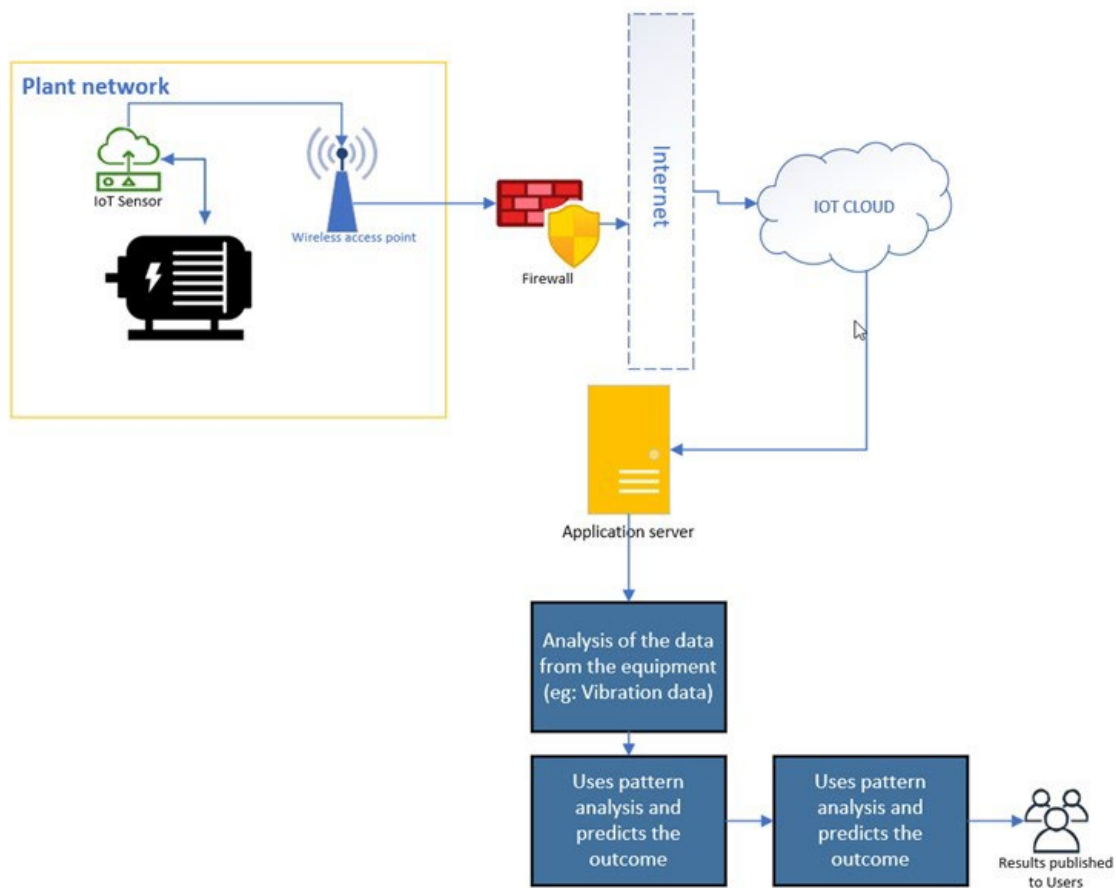 Plant network
IoT Sensor
Wireless access point
Firewall
Internet
IOT CLOUD
Application server
Analysis of the data
from the equipment
(eg: Vibration data)
Uses pattern
analysis and
predicts the
outcome
Uses pattern
analysis and
predicts the
outcome
Results published
to Users